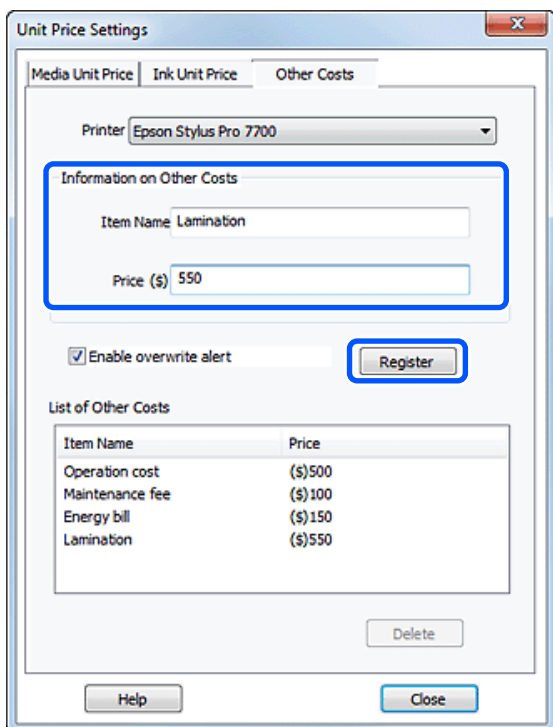 Unit Price Settings
Media Unit Price Ink Unit Price Other Costs
Printer Epson Stylus Pro 7700
Information on Other Costs
Item Name Lamination
Price ($) 550
Enable overwrite alert Register
List of Other Costs
Item Name Price
Operation cost ($)500
Maintenance fee ($)100
Energy bill ($)150
Lamination ($)550
Delete
Help Close